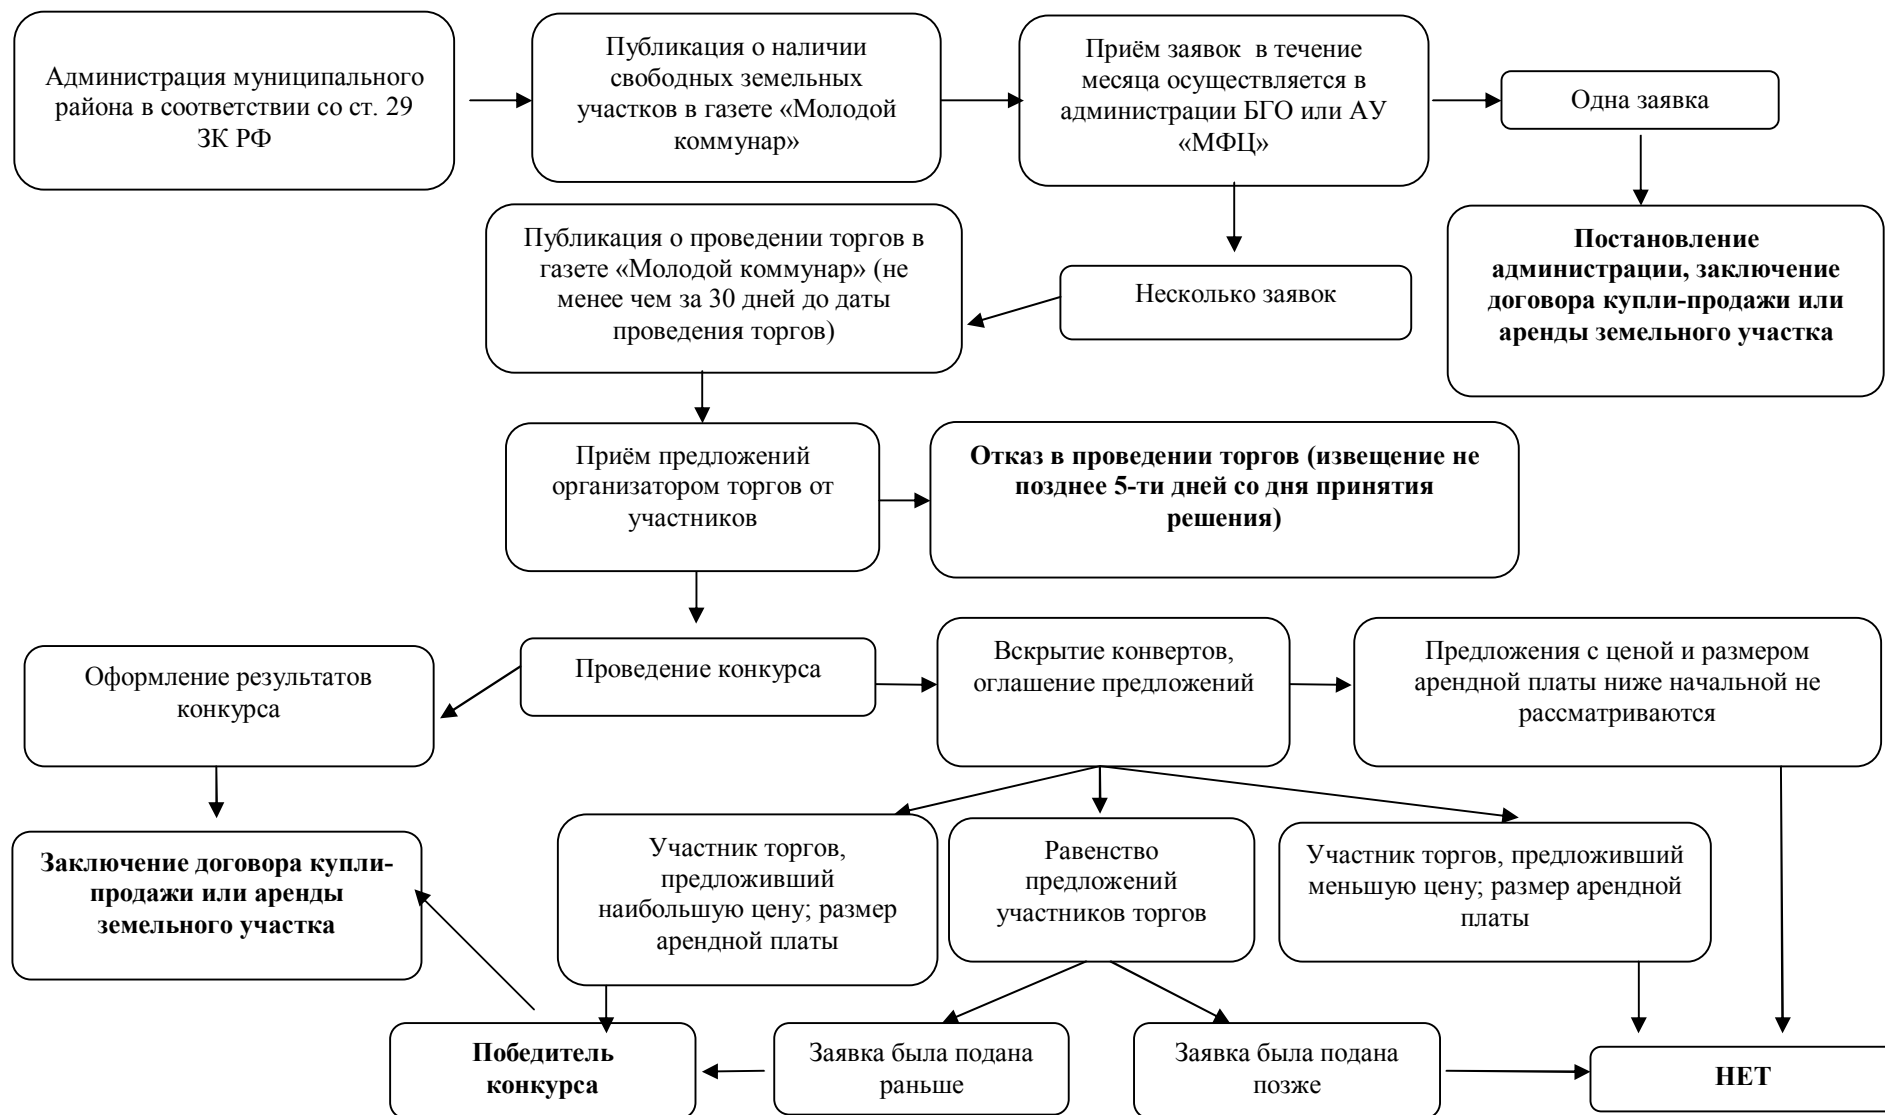 Администрация муниципального
района в соответствии со ст. 29
ЗК РФ
Публикация о наличии
свободных земельных
участков в газете «Молодой
коммунар»
Приём заявок в течение
месяца осуществляется в
администрации БГО или АУ
«МФЦ»
Одна заявка
Постановление
администрации, заключение
договора купли-продажи или
аренды земельного участка
Публикация о проведении торгов в
газете «Молодой коммунар» (не
менее чем за 30 дней до даты
проведения торгов)
Несколько заявок
Приём предложений
организатором торгов от
участников
Отказ в проведении торгов (извещение не
позднее 5-ти дней со дня принятия
решения)
Оформление результатов
конкурса
Проведение конкурса
Вскрытие конвертов,
оглашение предложений
Предложения с ценой и размером
арендной платы ниже начальной не
рассматриваются
Заключение договора купли-
продажи или аренды
земельного участка
Участник торгов,
предложивший
наибольшую цену; размер
арендной платы
Равенство
предложений
участников торгов
Участник торгов, предложивший
меньшую цену; размер арендной
платы
Победитель
конкурса
Заявка была подана
раньше
Заявка была подана
позже
НЕТ